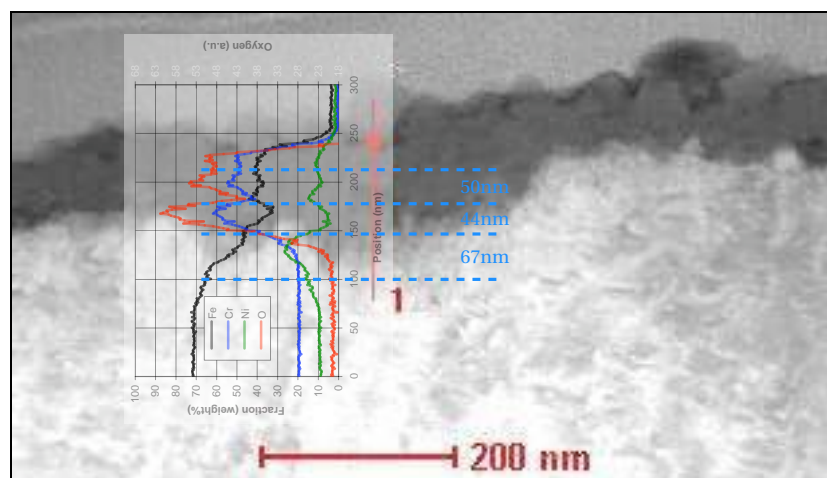 Oxygen (a.u.)
68 63 58 53 48 43 38 33 28 23 18
300
250
200
150
100
50
0
50nm
44nm
67nm
Position (nm)
1
Fe
Cr
Ni
O
100 90 80 70 60 50 40 30 20 10 0
Fraction (weight%)
200 nm